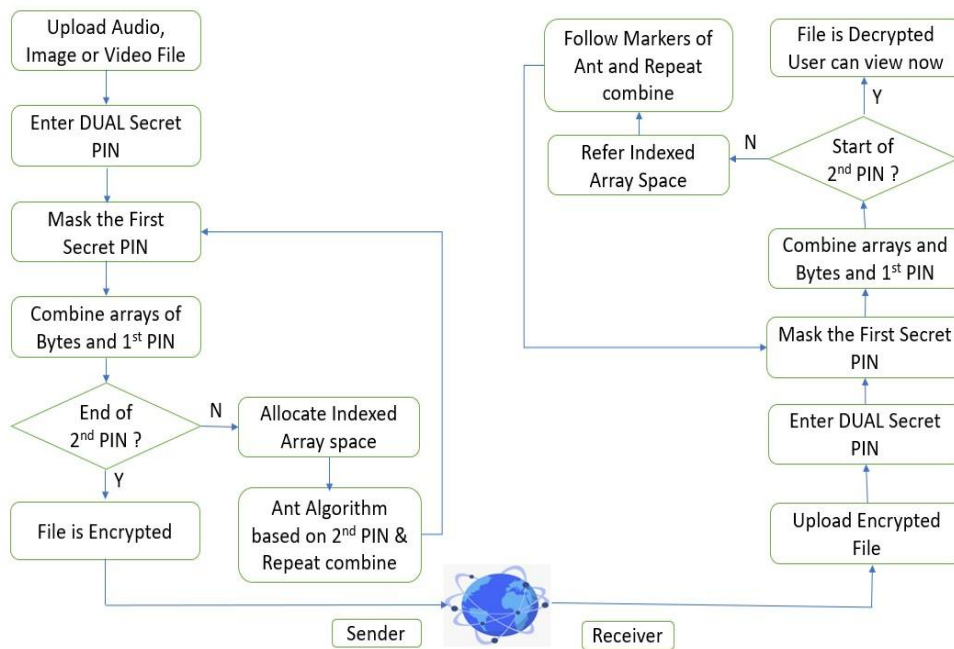 Upload Audio,
Image or Video File
Enter DUAL Secret
PIN
Mask the First
Secret PIN
Combine arrays of
Bytes and 1st PIN
End of
2nd PIN ?
N
Y
Allocate Indexed
Array space
Ant Algorithm
based on 2nd PIN &
Repeat combine
File is Encrypted
Sender
Receiver
Upload Encrypted
File
Enter DUAL Secret
PIN
Mask the First Secret
PIN
Combine arrays and
Bytes and 1st PIN
Start of
2nd PIN ?
N
Y
Refer Indexed
Array Space
Follow Markers of
Ant and Repeat
combine
File is Decrypted
User can view now